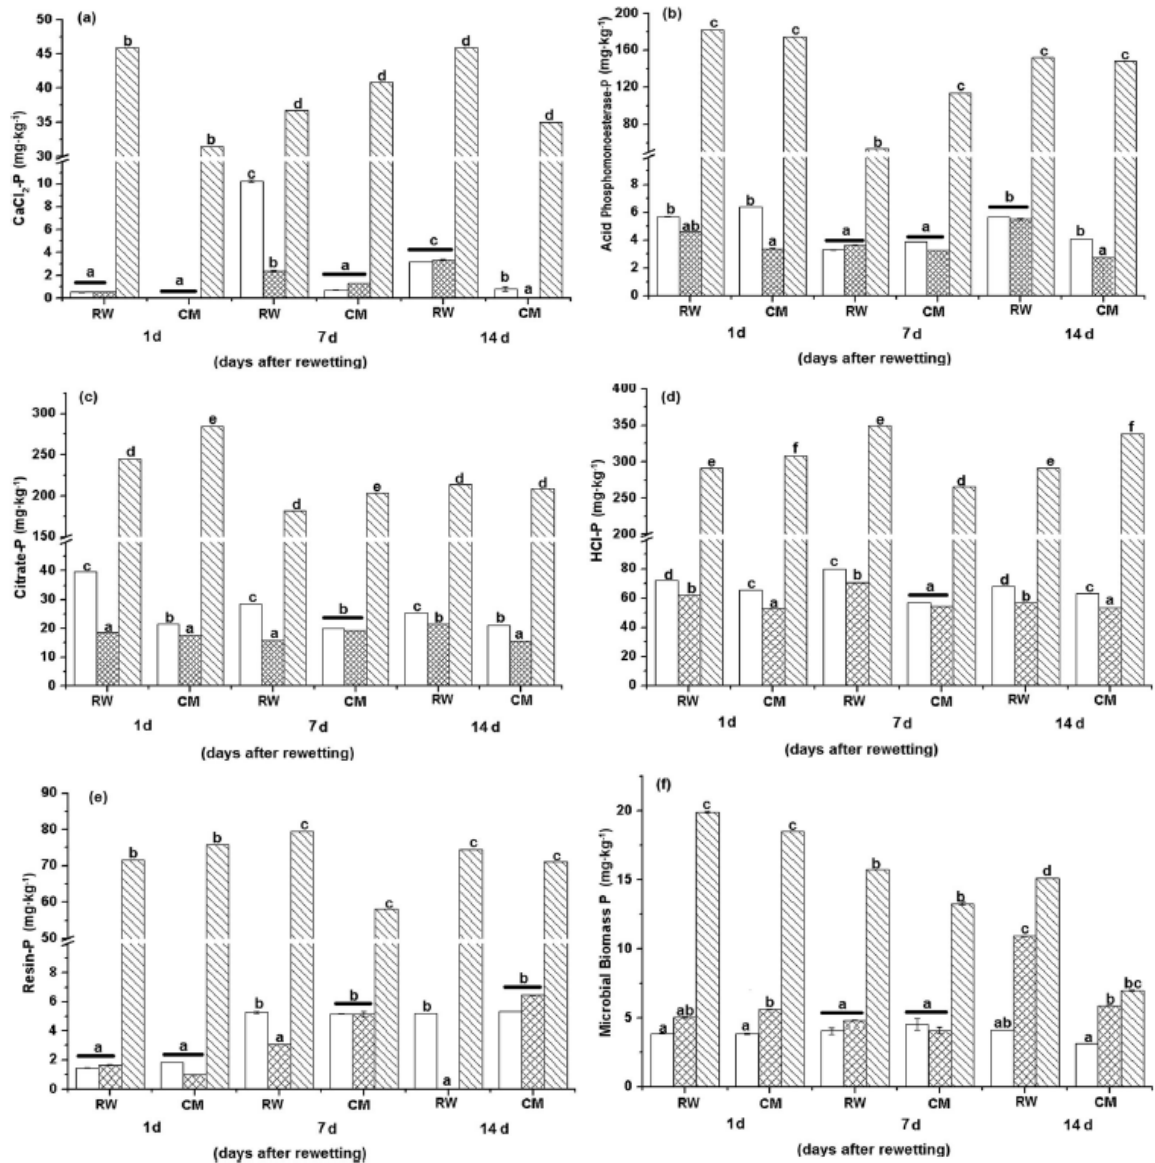 (a)
CaCl2-P (mg·kg-1)
50
45
40
35
30
10
8
6
4
2
0
a
b
a
b
c
b
d
a
d
c
d
b
a
d
RW CM RW CM RW CM
1d 7d 14 d
(days after rewetting)
(b)
Acid Phosphomonoesterase-P (mg·kg-1)
200
160
120
80
8
6
4
2
0
b
ab
c
b
a
c
a
b
a
c
b
c
b
a
c
RW CM RW CM RW CM
1 d 7 d 14 d
(days after rewetting)
(c)
Citrate-P (mg·kg-1)
300
250
200
150
40
30
20
10
0
c
a
d
b
a
e
c
a
d
b
e
c
b
d
b
a
d
RW CM RW CM RW CM
1 d 7 d 14 d
(days after rewetting)
(d)
HCl-P (mg·kg-1)
400
350
300
250
200
80
60
40
20
0
d
b
e
c
a
f
c
b
e
a
d
d
b
e
c
a
f
RW CM RW CM RW CM
1 d 7 d 14 d
(days after rewetting)
(e)
Resin-P (mg·kg-1)
90
80
70
60
50
8
6
4
2
0
a
b
a
b
b
a
c
b
c
b
a
c
b
c
RW CM RW CM RW CM
1 d 7 d 14 d
(days after rewetting)
(f)
Microbial Biomass P (mg·kg-1)
20
15
10
5
0
a
ab
c
a
b
c
a
b
a
b
ab
c
d
a
b
bc
RW CM RW CM RW CM
1 d 7 d 14 d
(days after rewetting)